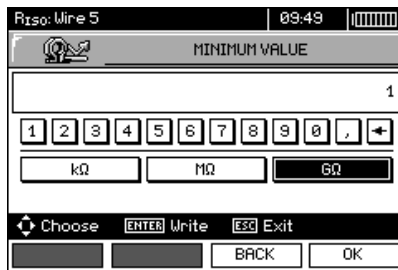 RISO: Wire 5 09:49
MINIMUM VALUE
1
1 2 3 4 5 6 7 8 9 0 , ←
kΩ MΩ GΩ
Choose ENTER Write ESC Exit
BACK OK